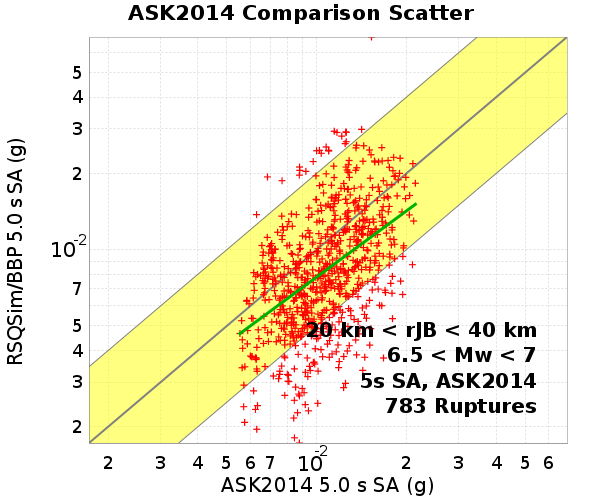 ASK2014 Comparison Scatter
RSQSim/BBP 5.0 s SA (g)
5
4
3
2
10-2
7
5
4
3
2
20 km < rJB < 40 km
6.5 < Mw < 7
5s SA, ASK2014
783 Ruptures
2 3 4 5 6 7 10-2 2 3 4 5 6
ASK2014 5.0 s SA (g)